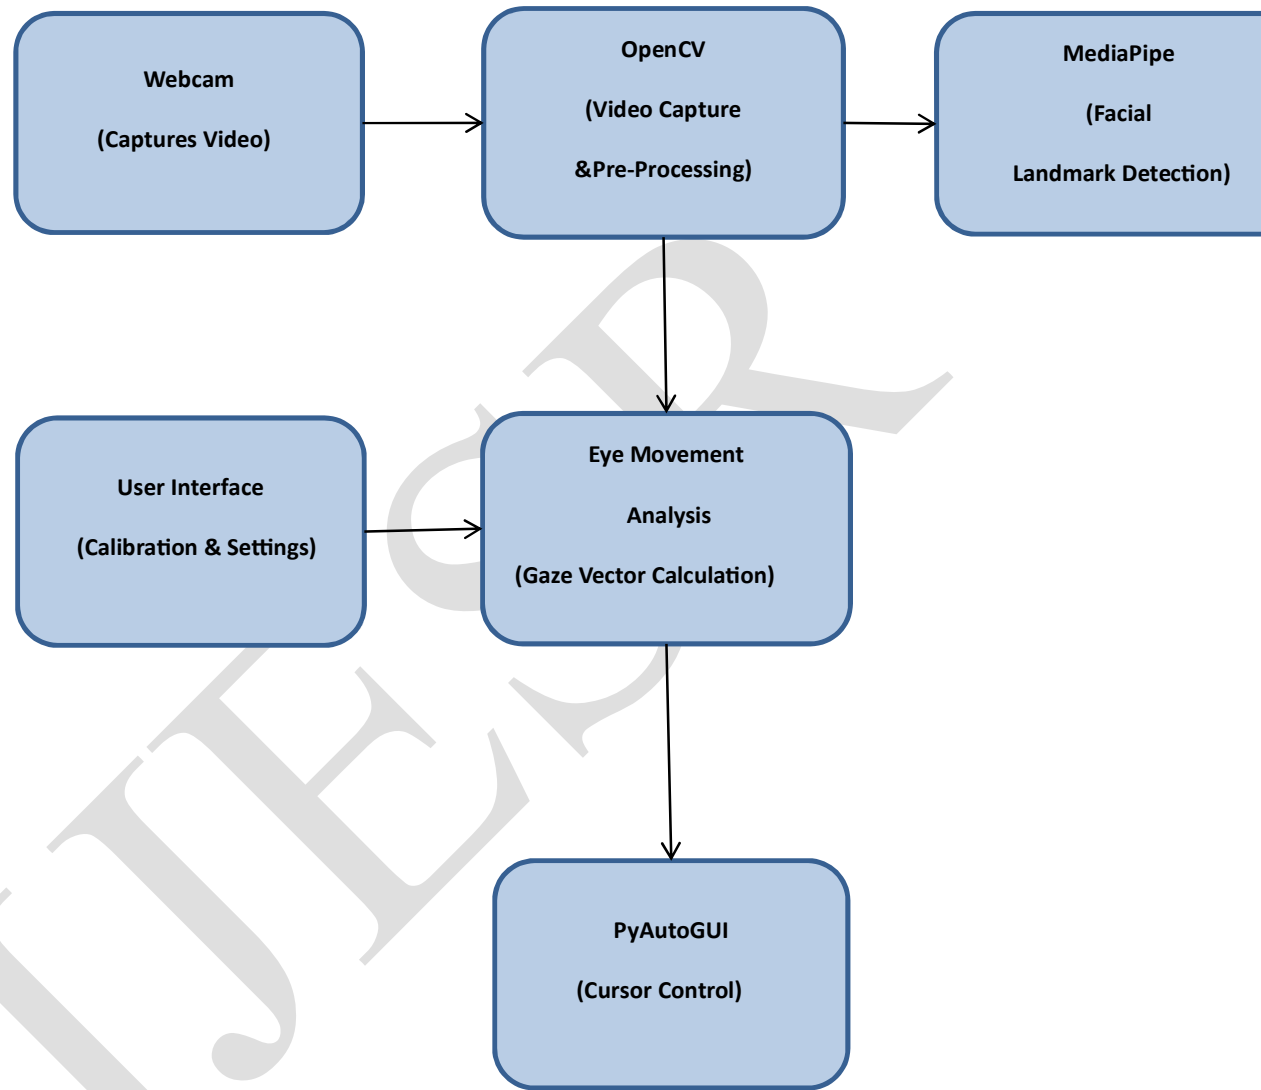 Webcam
(Captures Video)
OpenCV
(Video Capture
&Pre-Processing)
MediaPipe
(Facial
Landmark Detection)
User Interface
(Calibration & Settings)
Eye Movement
Analysis
(Gaze Vector Calculation)
PyAutoGUI
(Cursor Control)
IJESR